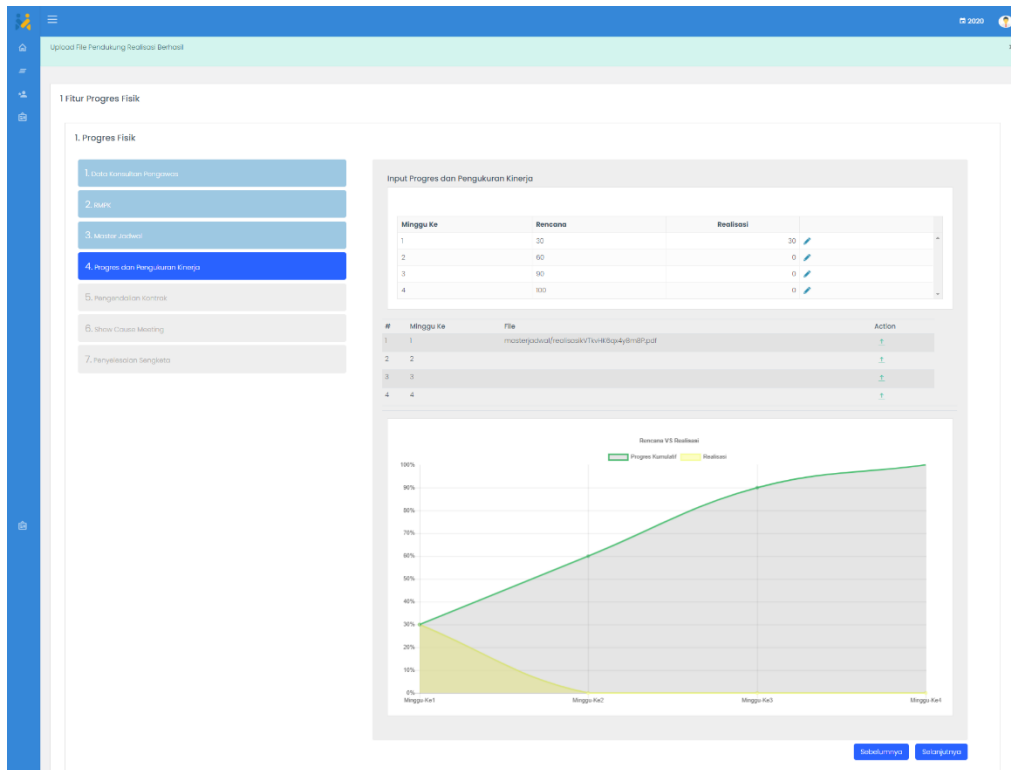 2020
Upload File Pendukung Realisasi Berhasil
1 Fitur Progres Fisik
1. Progres Fisik
1. Data Konsultan Pengawas
2. RMPK
3. Master Jadwal
4. Progres dan Pengukuran Kinerja
5. Pengendalian Kontrak
6. Show Cause Meeting
7. Penyelesaian Sengketa
Input Progres dan Pengukuran Kinerja
Minggu Ke Rencana Realisasi
1 30 30
2 60 0
3 90 0
4 100 0
# Minggu Ke File Action
1 1
2 2
3 3
4 4
Rencana VS Realisasi
Progres Kumulatif Realisasi
100%
90%
80%
70%
60%
50%
40%
30%
20%
10%
0%
Minggu Ke1 Minggu Ke2 Minggu Ke3 Minggu Ke4
Sebelumnya Selanjutnya